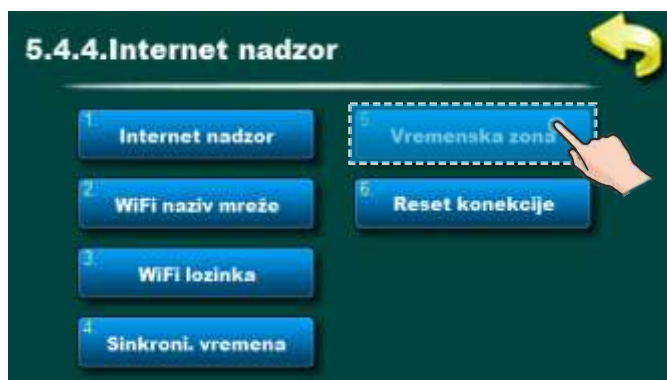 5.4.4.Internet nadzor
1. Internet nadzor
2. WiFi naziv mreže
3. WiFi lozinka
4. Sinkroni. vremena
5. Vremenska zona
6. Reset konekcije